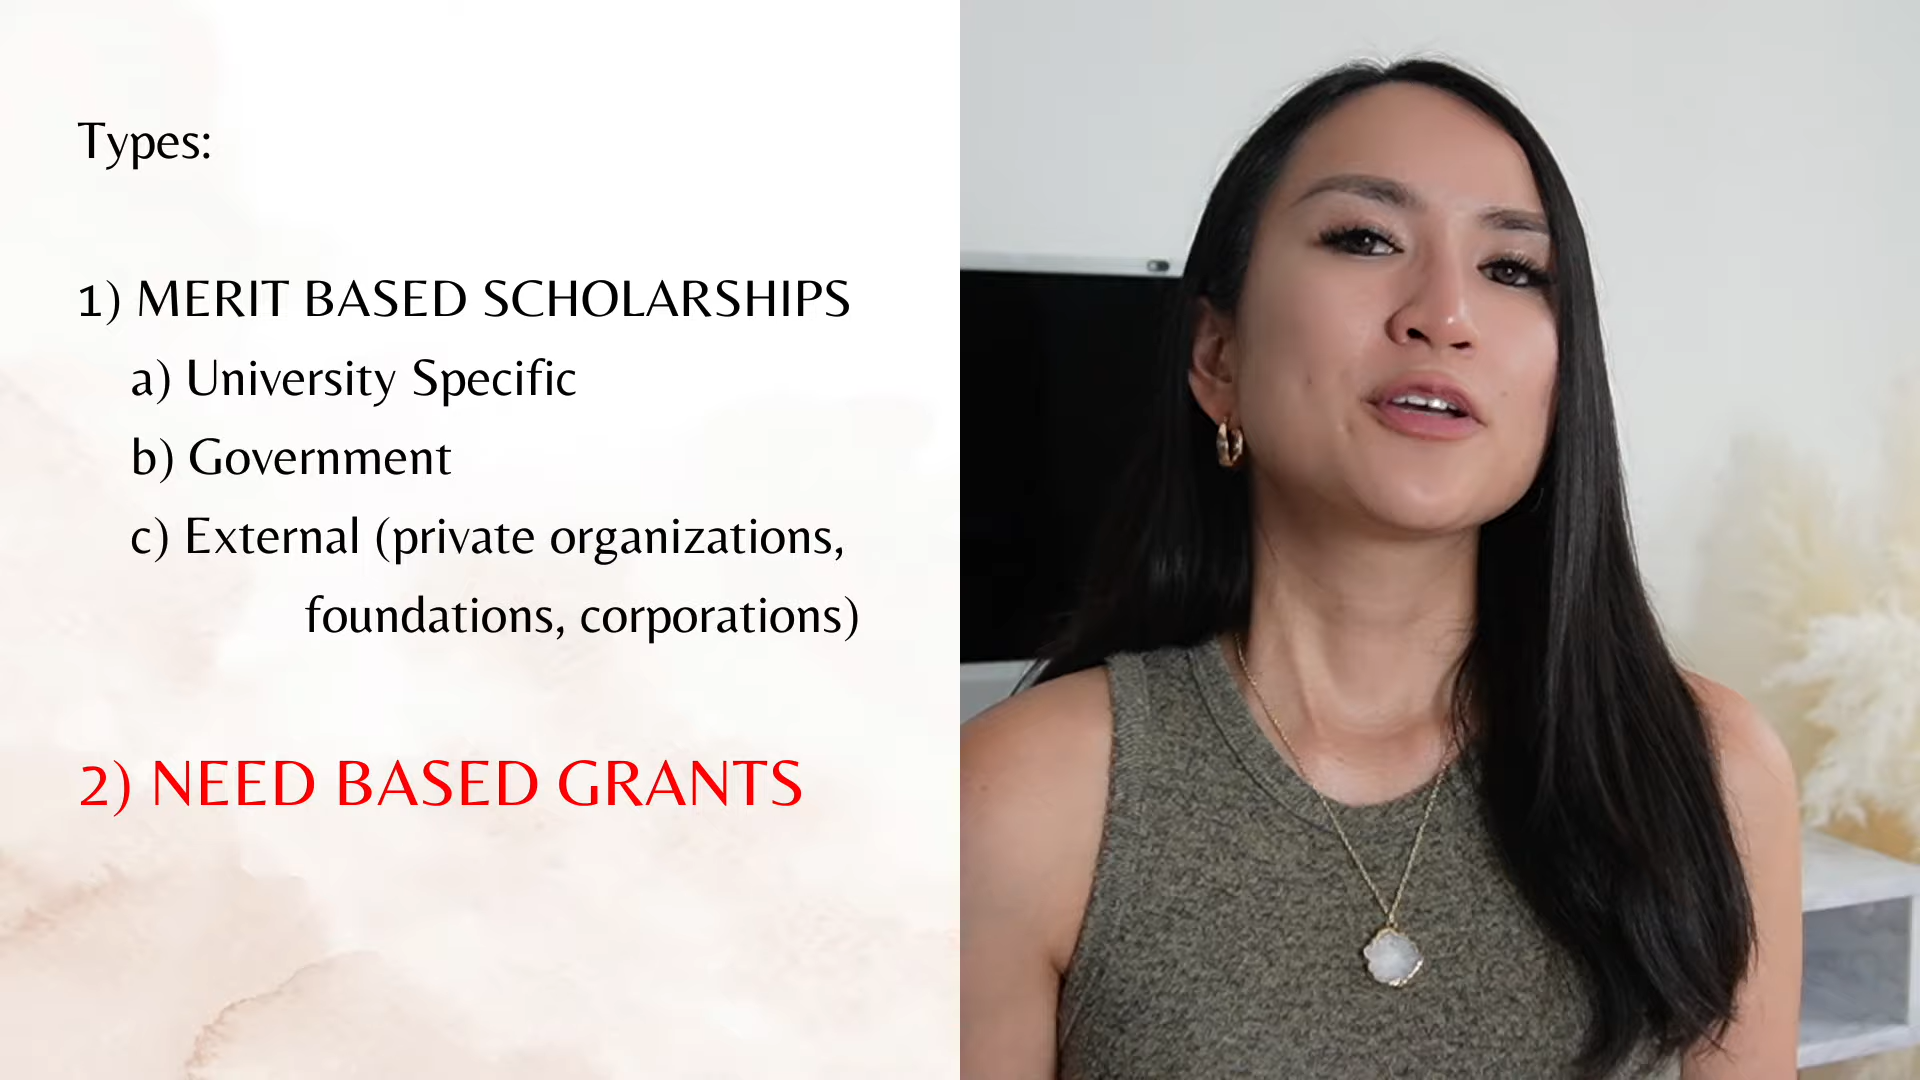 Types:
1) MERIT BASED SCHOLARSHIPS
a) University Specific
b) Government
c) External (private organizations,
foundations, corporations)
2) NEED BASED GRANTS